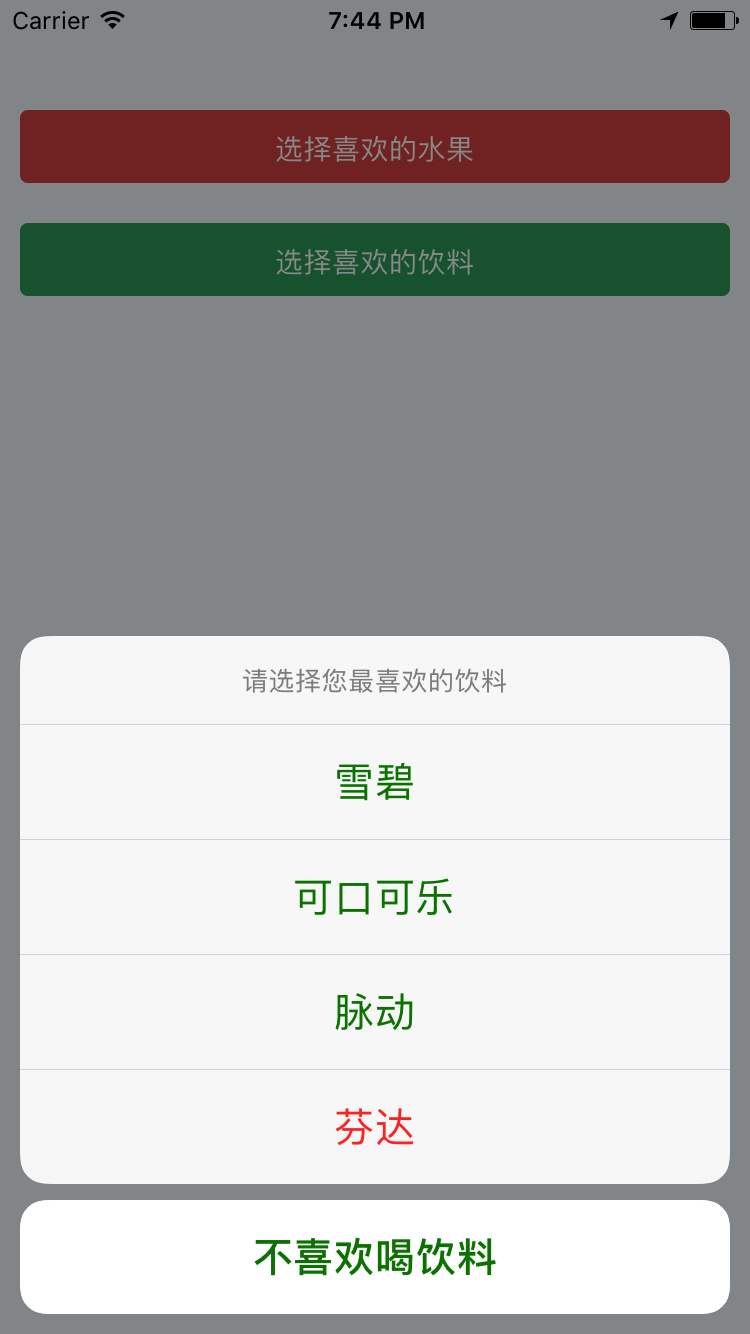 Carrier 7:44 PM
选择喜欢的水果
选择喜欢的饮料
请选择您最喜欢的饮料
雪碧
可口可乐
脉动
芬达
不喜欢喝饮料